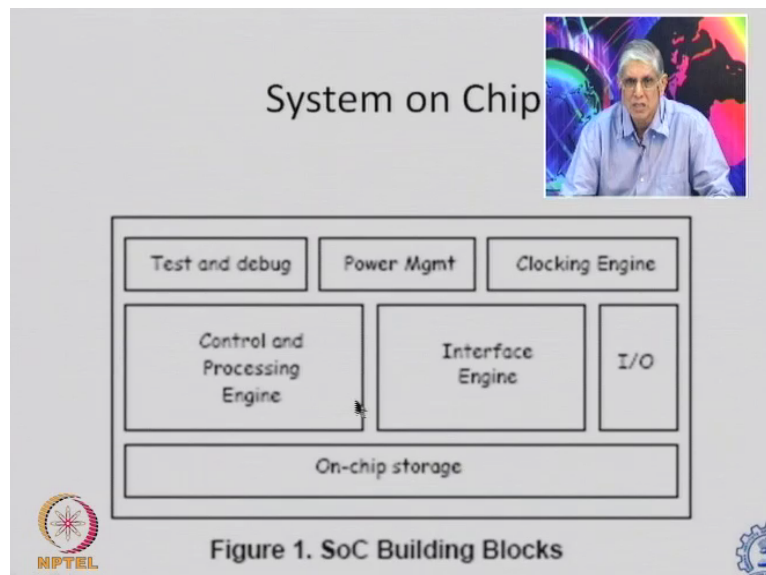 System on Chip
Test and debug
Power Mgmt
Clocking Engine
Control and
Processing
Engine
Interface
Engine
I/O
On-chip storage
Figure 1. SoC Building Blocks
NPTEL